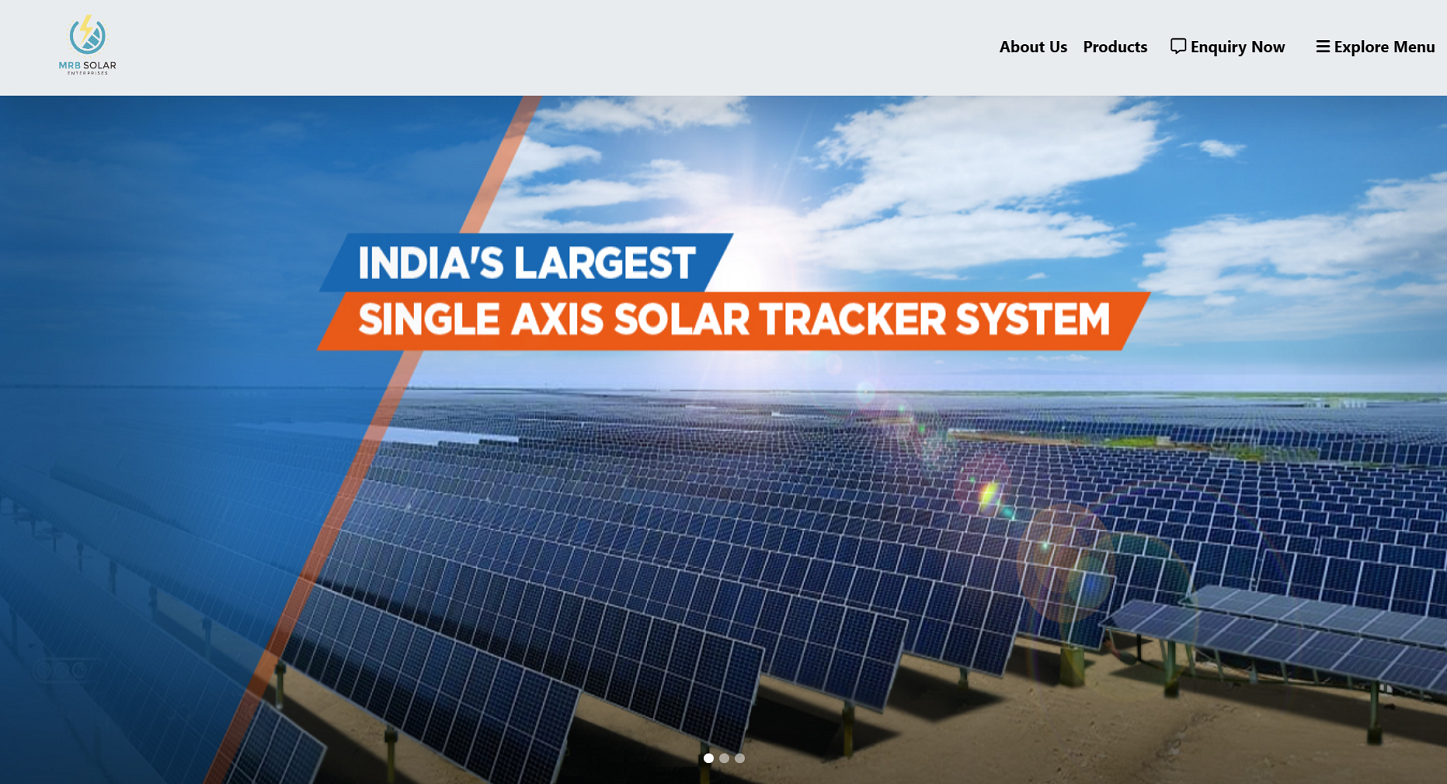 MRB SOLAR
ENTERPRISES
About Us Products Enquiry Now Explore Menu
INDIA'S LARGEST
SINGLE AXIS SOLAR TRACKER SYSTEM